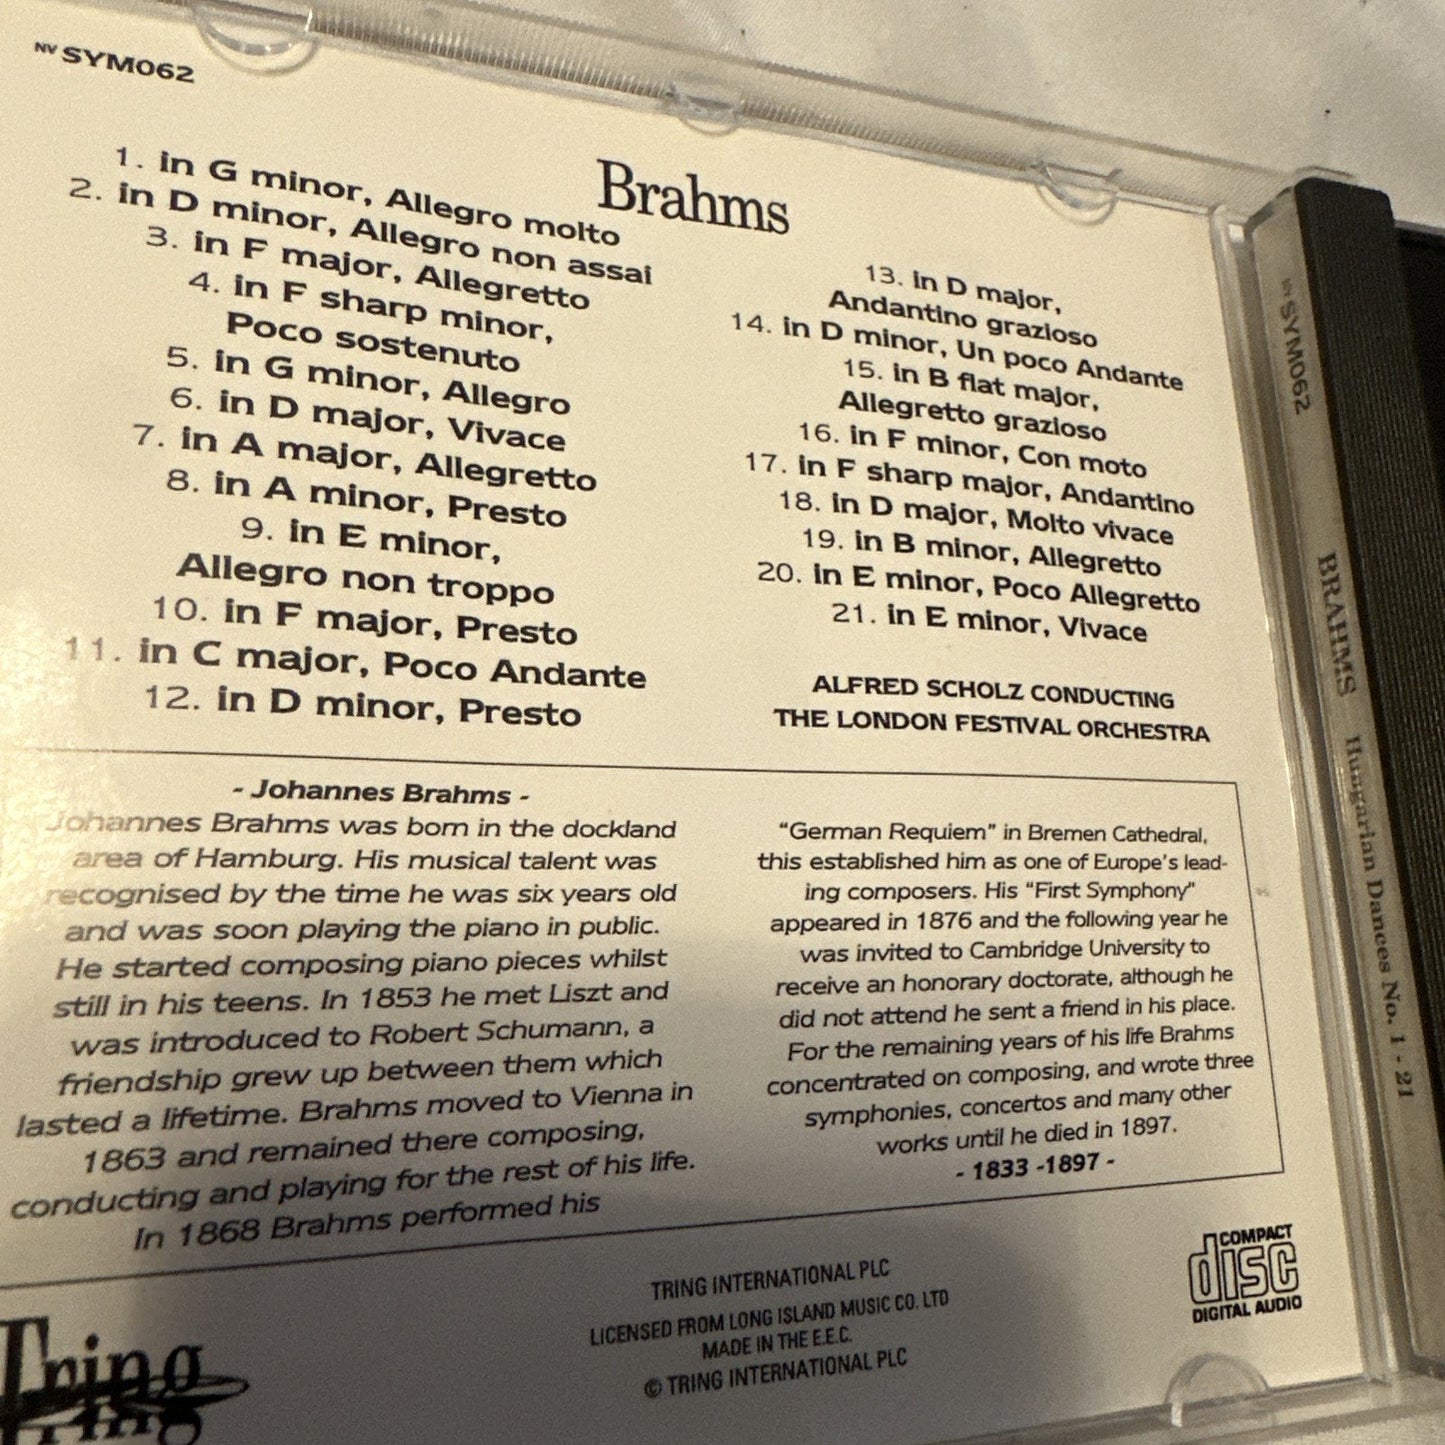 NV SYM062
Brahms
1. in G minor, Allegro molto
2. in D minor, Allegro non assai
3. in F major, Allegretto
4. in F sharp minor,
Poco sostenuto
5. in G minor, Allegro
6. in D major, Vivace
7. in A major, Allegretto
8. in A minor, Presto
9. in E minor,
Allegro non troppo
10. in F major, Presto
11. in C major, Poco Andante
12. in D minor, Presto
13. in D major,
Andantino grazioso
14. in D minor, Un poco Andante
15. in B flat major,
Allegretto grazioso
16. in F minor, Con moto
17. in F sharp major, Andantino
18. in D major, Molto vivace
19. in B minor, Allegretto
20. in E minor, Poco Allegretto
21. in E minor, Vivace
ALFRED SCHOLZ CONDUCTING
THE LONDON FESTIVAL ORCHESTRA
- Johannes Brahms -
Johannes Brahms was born in the dockland
area of Hamburg. His musical talent was
recognised by the time he was six years old
and was soon playing the piano in public.
He started composing piano pieces whilst
still in his teens. In 1853 he met Liszt and
was introduced to Robert Schumann, a
friendship grew up between them which
lasted a lifetime. Brahms moved to Vienna in
1863 and remained there composing,
conducting and playing for the rest of his life.
In 1868 Brahms performed his
"German Requiem" in Bremen Cathedral,
this established him as one of Europe's lead-
ing composers. His "First Symphony"
appeared in 1876 and the following year he
was invited to Cambridge University to
receive an honorary doctorate, although he
did not attend he sent a friend in his place.
For the remaining years of his life Brahms
concentrated on composing, and wrote three
symphonies, concertos and many other
works until he died in 1897.
- 1833 -1897 -
Tring
TRING INTERNATIONAL PLC
LICENSED FROM LONG ISLAND MUSIC CO. LTD
MADE IN THE E.E.C.
© TRING INTERNATIONAL PLC
COMPACT
disc
DIGITAL AUDIO
NV SYM062
BRAHMS
Hungarian Dances No. 1 - 21